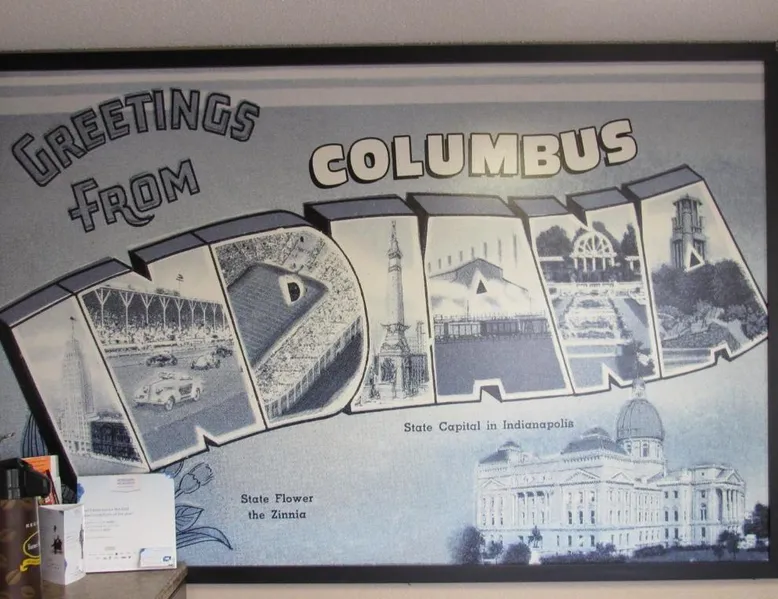 GREETINGS
FROM
COLUMBUS
INDIANA
State Capital in Indianapolis
State Flower
the Zinnia